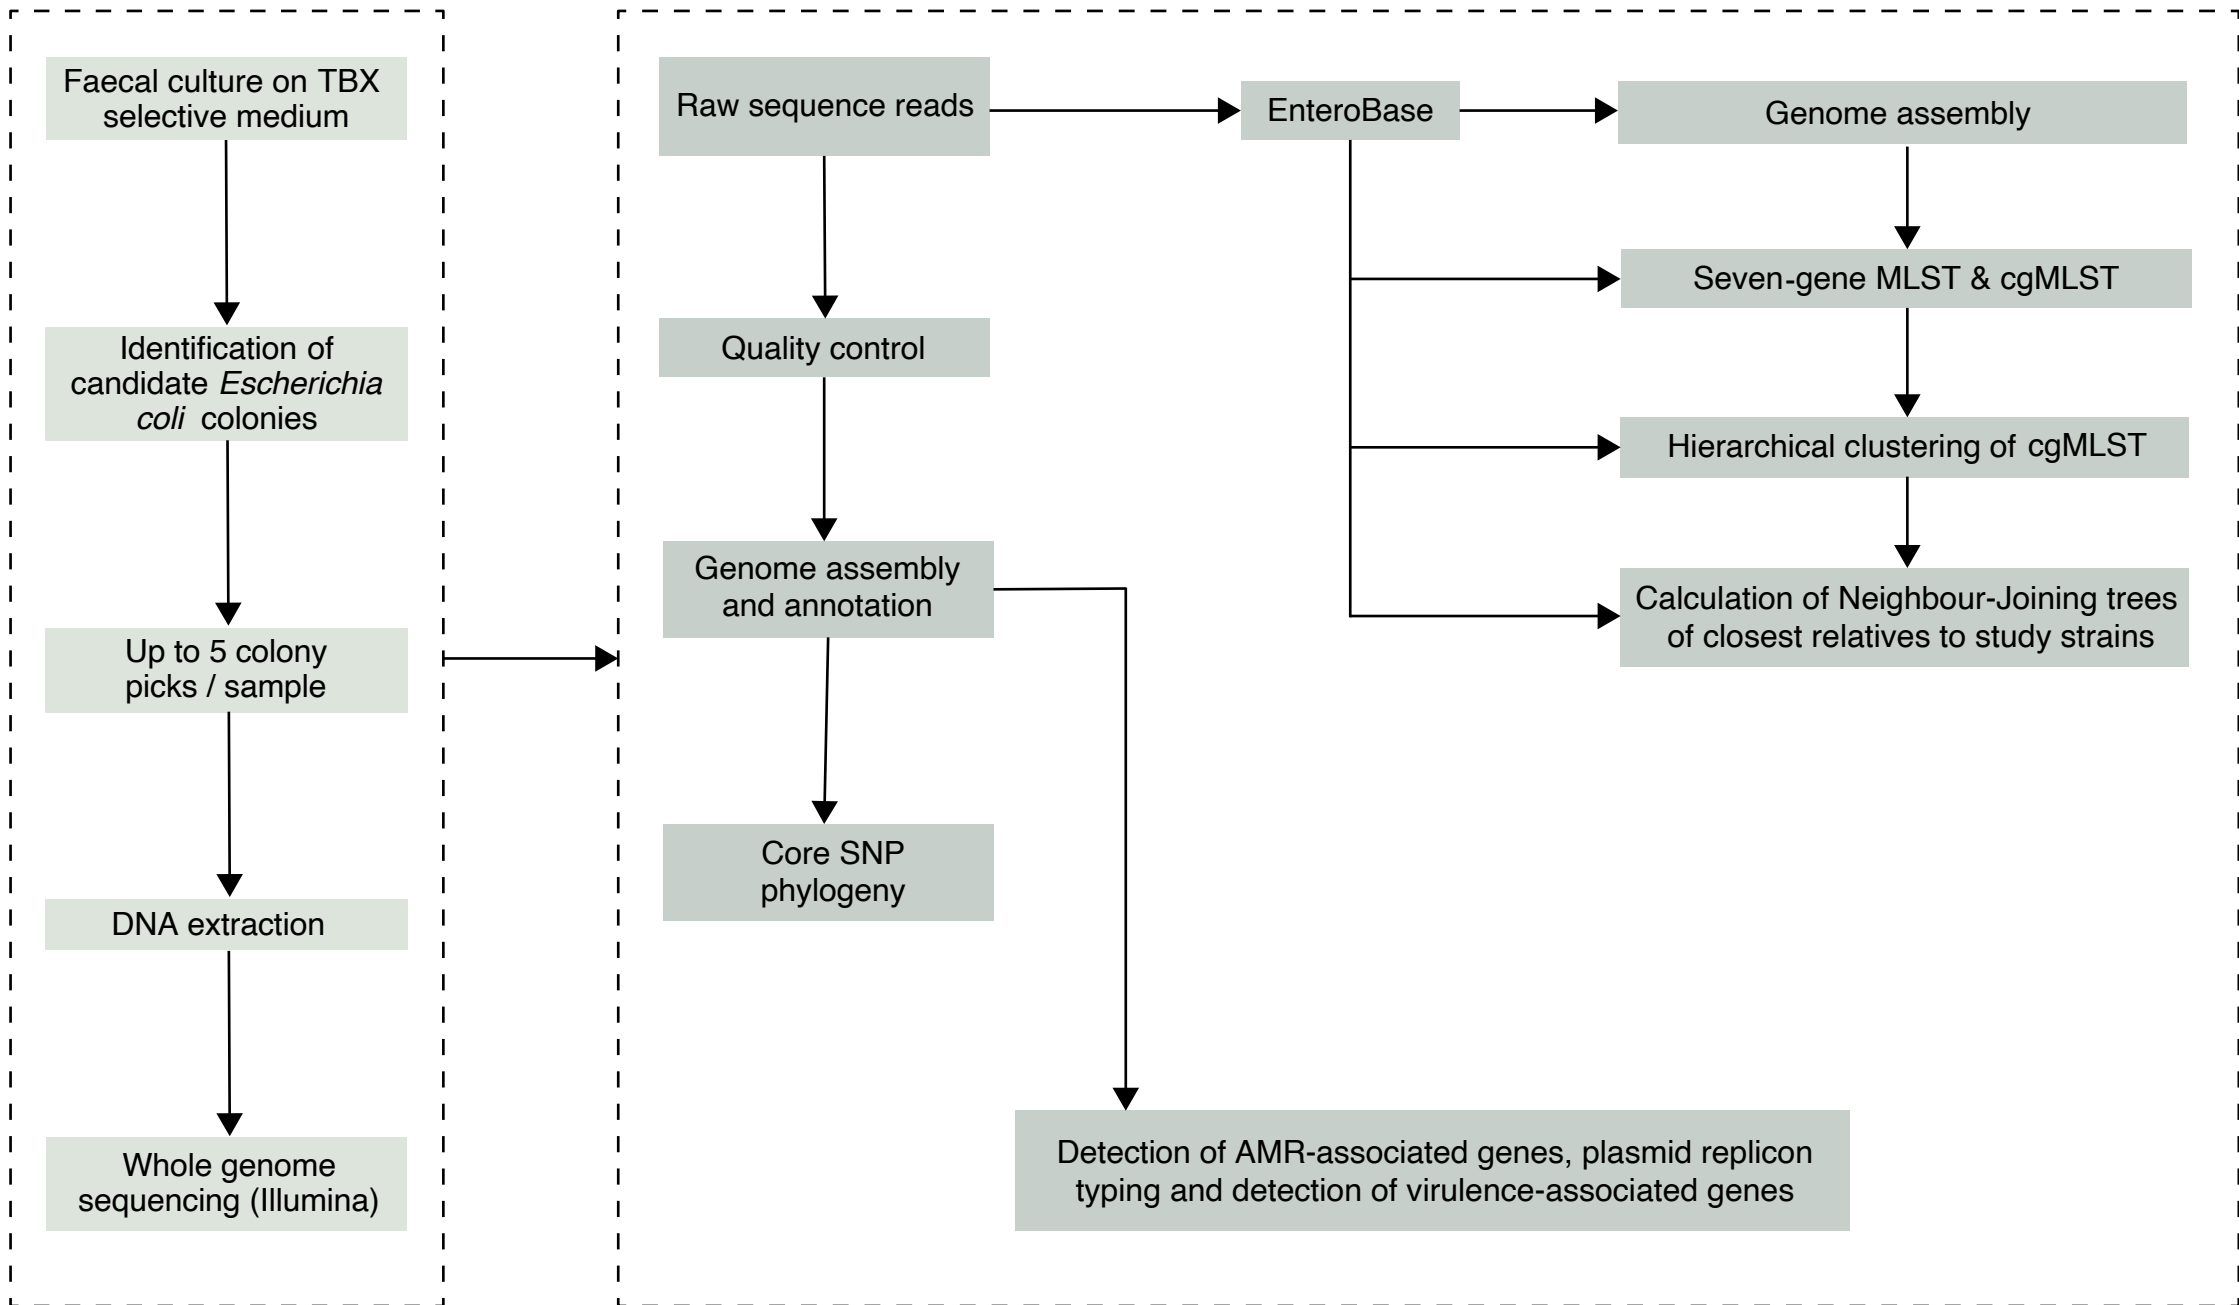 Faecal culture on TBX
selective medium
Identification of
candidate Escherichia
coli colonies
Up to 5 colony
picks / sample
DNA extraction
Whole genome
sequencing (Illumina)
Raw sequence reads
Quality control
Genome assembly
and annotation
Core SNP
phylogeny
EnteroBase
Genome assembly
Seven-gene MLST & cgMLST
Hierarchical clustering of cgMLST
Calculation of Neighbour-Joining trees
of closest relatives to study strains
Detection of AMR-associated genes, plasmid replicon
typing and detection of virulence-associated genes